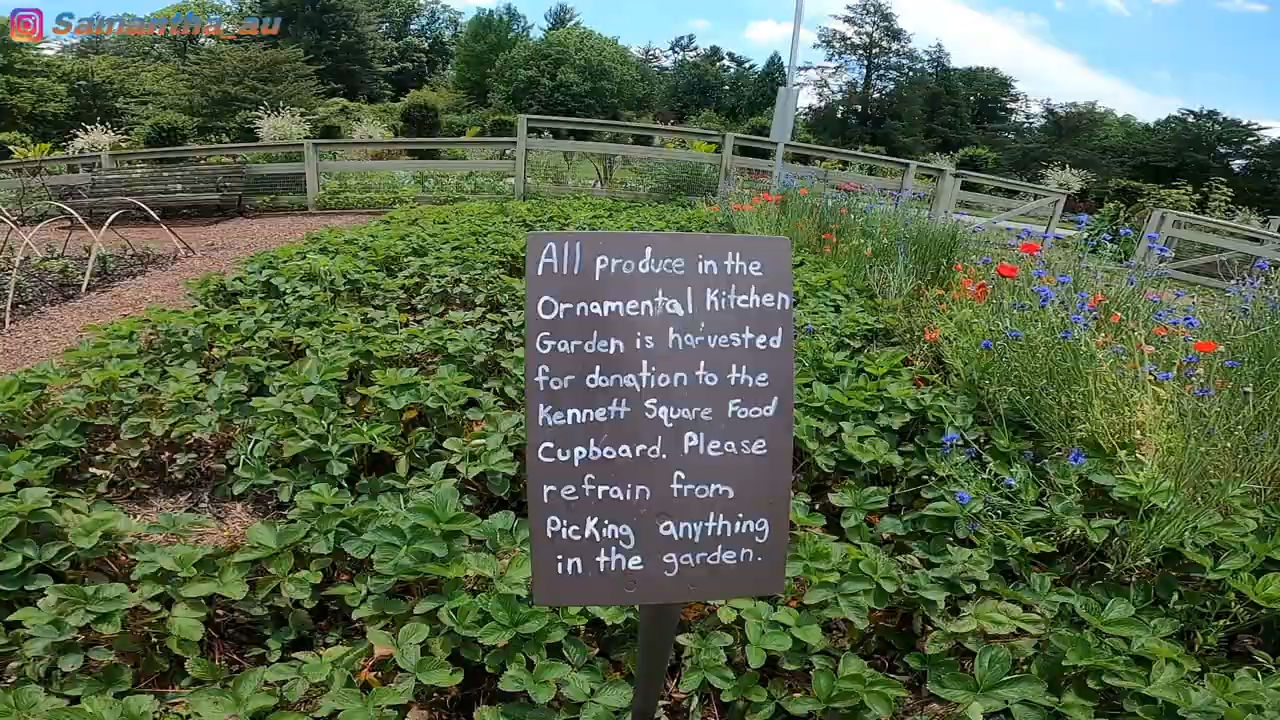 Samantha_au
All produce in the
Ornamental Kitchen
Garden is harvested
for donation to the
Kennett Square Food
Cupboard. Please
refrain from
Picking anything
in the garden.